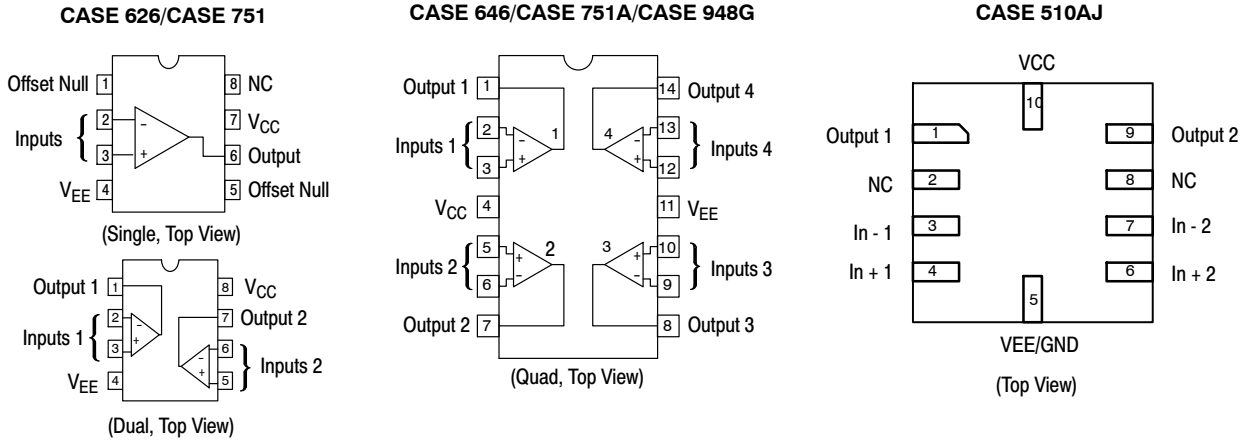 CASE 626/CASE 751
Offset Null 1
8 NC
2
7 VCC
Inputs {
-
+
3
6 Output
VEE 4
5 Offset Null
(Single, Top View)
Output 1 1
8 VCC
2
7 Output 2
Inputs 1 {
-
+
3
6
-
+
} Inputs 2
VEE 4
5
(Dual, Top View)
CASE 646/CASE 751A/CASE 948G
Output 1 1
14 Output 4
2
1
4
13
Inputs 1 {
-
+
-
+
} Inputs 4
3
12
VCC 4
11 VEE
5
2
3
10
Inputs 2 {
+
-
+
-
} Inputs 3
6
9
Output 2 7
8 Output 3
(Quad, Top View)
CASE 510AJ
VCC
10
Output 1 1
9 Output 2
NC 2
8 NC
In - 1 3
7 In - 2
In + 1 4
6 In + 2
5
VEE/GND
(Top View)